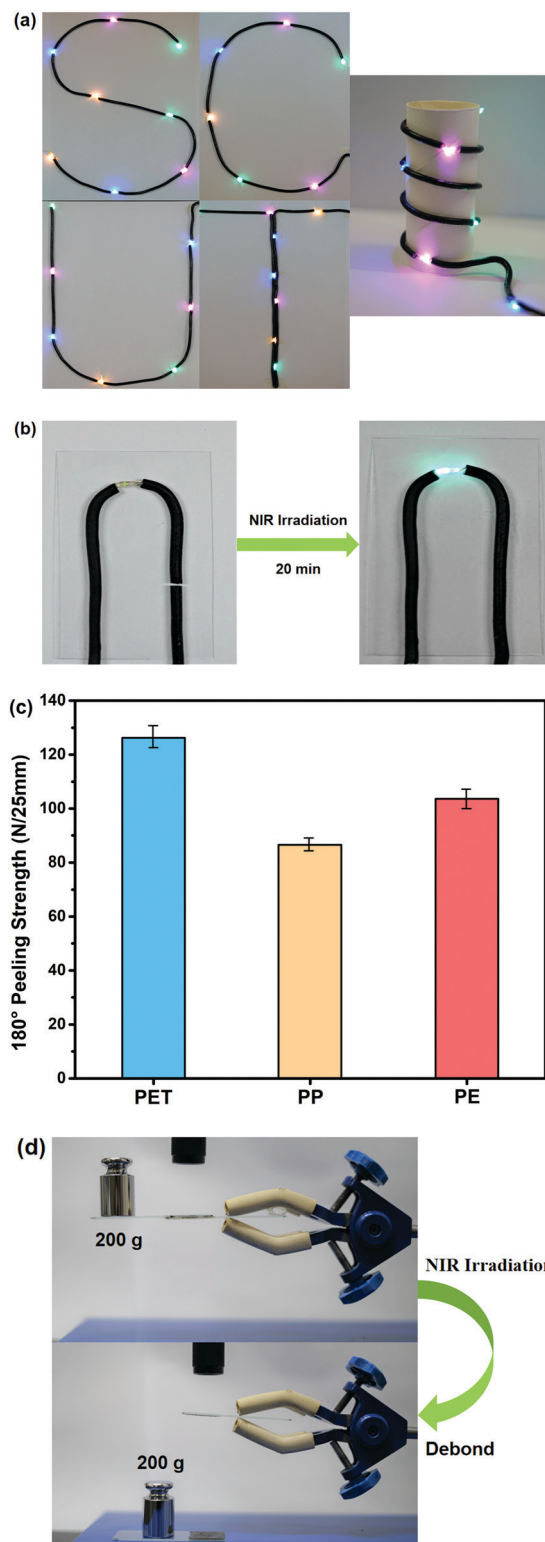 (a)
(b)
NIR Irradiation
20 min
(c)
180° Peeling Strength (N/25mm)
140
120
100
80
60
40
20
0
PET
PP
PE
(d)
200 g
NIR Irradiation
200 g
Debond